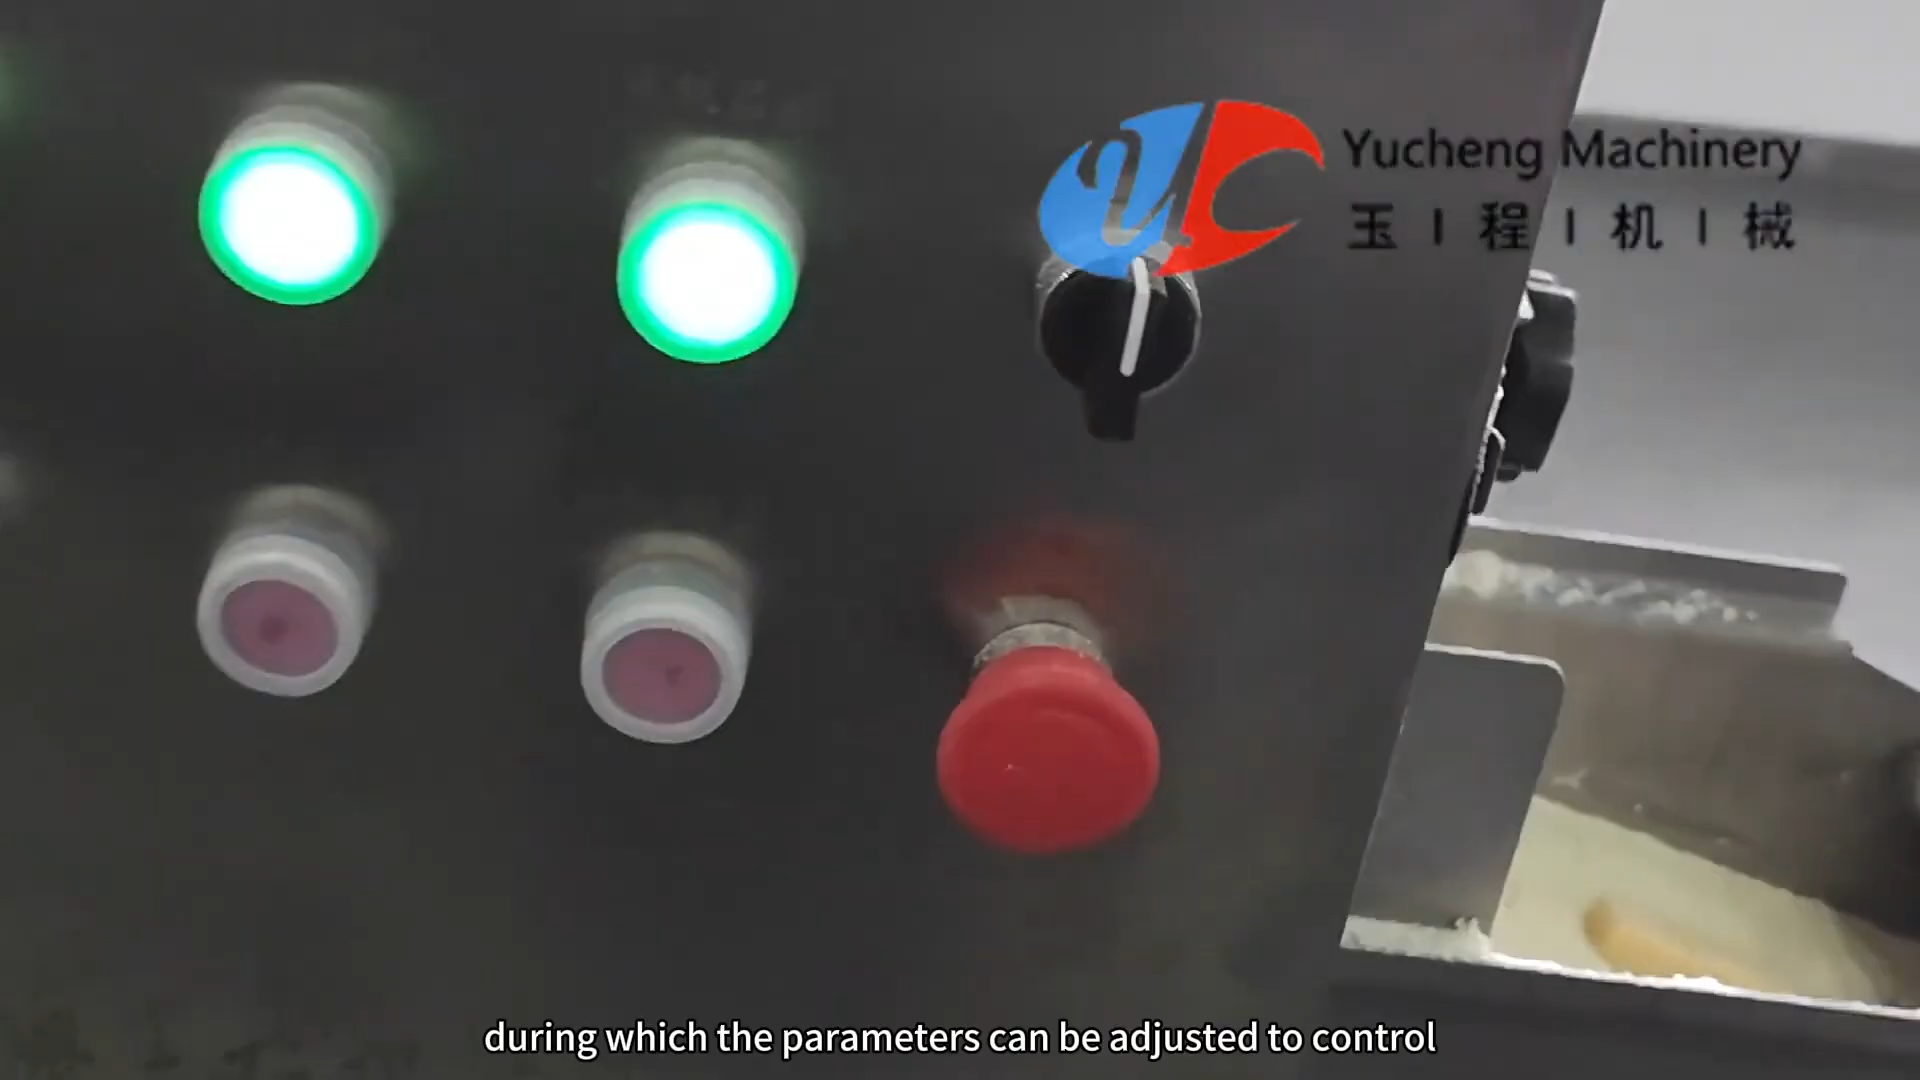 Yucheng Machinery
玉 | 程 | 机 | 械
during which the parameters can be adjusted to control